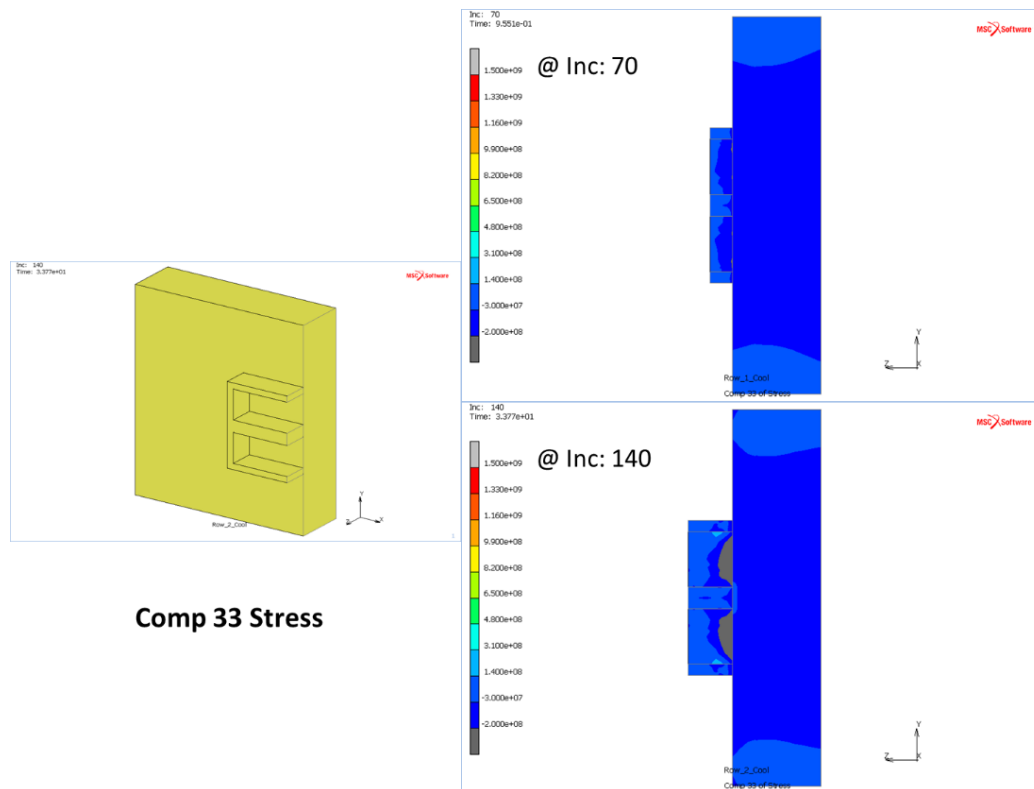 Inc: 70
Time: 9.551e-01
MSC Software
@ Inc: 70
1.500e+09
1.330e+09
1.160e+09
9.900e+08
8.200e+08
6.500e+08
4.800e+08
3.100e+08
1.400e+08
-3.000e+07
-2.000e+08
Y
Z
X
Row_1_Cool
Comp 33 of Stress
Inc: 140
Time: 3.377e+01
MSC Software
Y
Z
X
Row_2_Cool
1
Comp 33 Stress
Inc: 140
Time: 3.377e+01
MSC Software
@ Inc: 140
1.500e+09
1.330e+09
1.160e+09
9.900e+08
8.200e+08
6.500e+08
4.800e+08
3.100e+08
1.400e+08
-3.000e+07
-2.000e+08
Y
Z
X
Row_2_Cool
Comp 33 of Stress